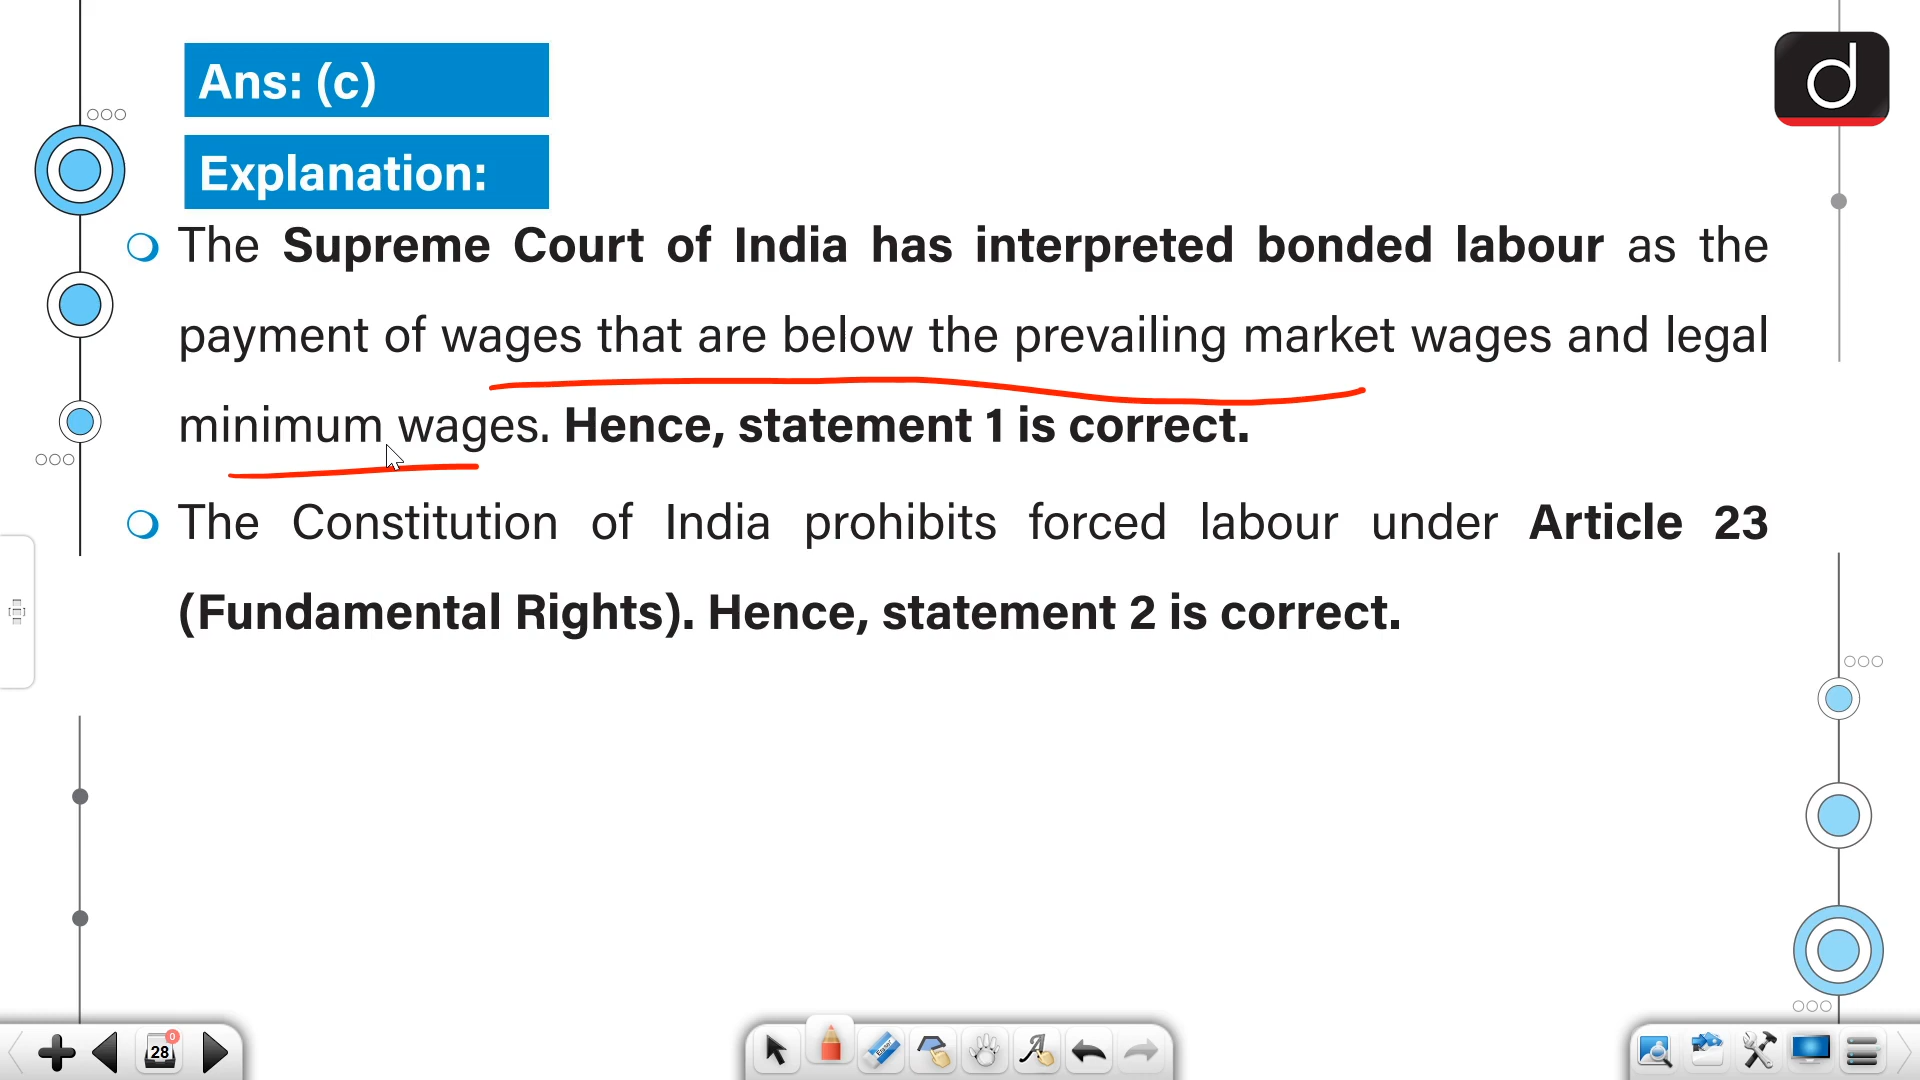 Ans: (c)
Explanation:
The Supreme Court of India has interpreted bonded labour as the
payment of wages that are below the prevailing market wages and legal
minimum wages. Hence, statement 1 is correct.
The Constitution of India prohibits forced labour under Article 23
(Fundamental Rights). Hence, statement 2 is correct.
d
28
0
Eraser
A